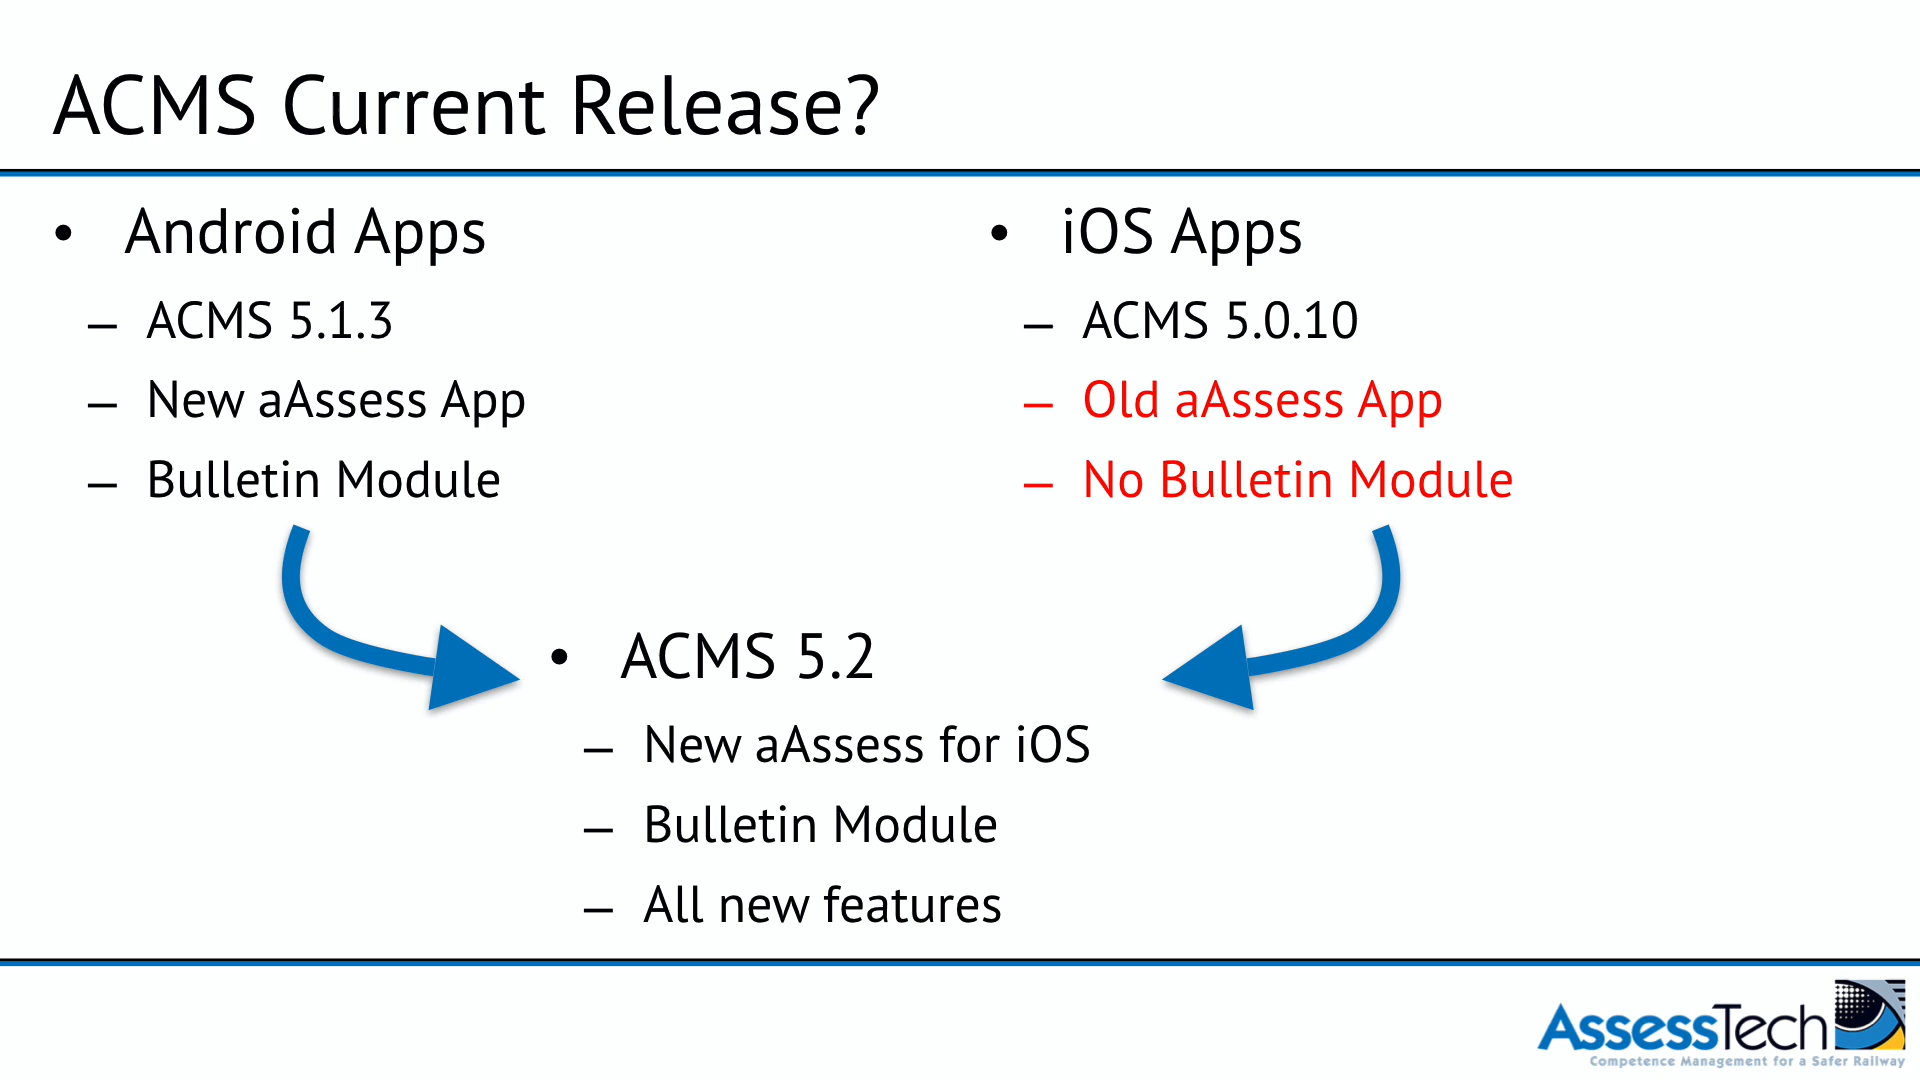 ACMS Current Release?
• Android Apps
– ACMS 5.1.3
– New aAssess App
– Bulletin Module
• iOS Apps
– ACMS 5.0.10
– Old aAssess App
– No Bulletin Module
• ACMS 5.2
– New aAssess for iOS
– Bulletin Module
– All new features
AssessTech
Competence Management for a Safer Railway